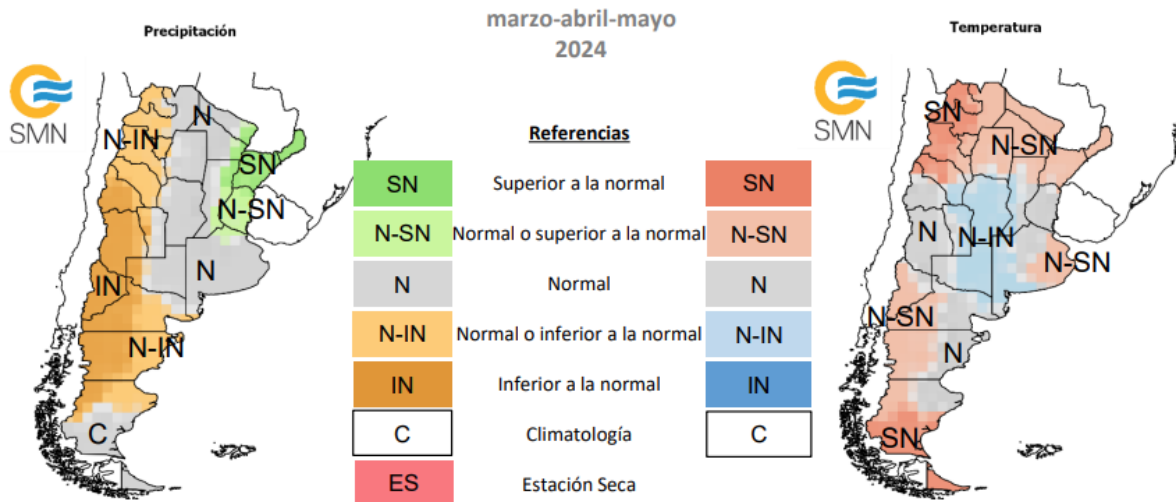 marzo-abril-mayo
2024
Precipitación
SMN
N
N-IN
SN
N-SN
N
IN
N-IN
C
Referencias
SN Superior a la normal SN
N-SN Normal o superior a la normal N-SN
N Normal N
N-IN Normal o inferior a la normal N-IN
IN Inferior a la normal IN
C Climatología C
ES Estación Seca
Temperatura
SMN
SN
N-SN
N
N-IN
N-SN
N-SN
N
SN